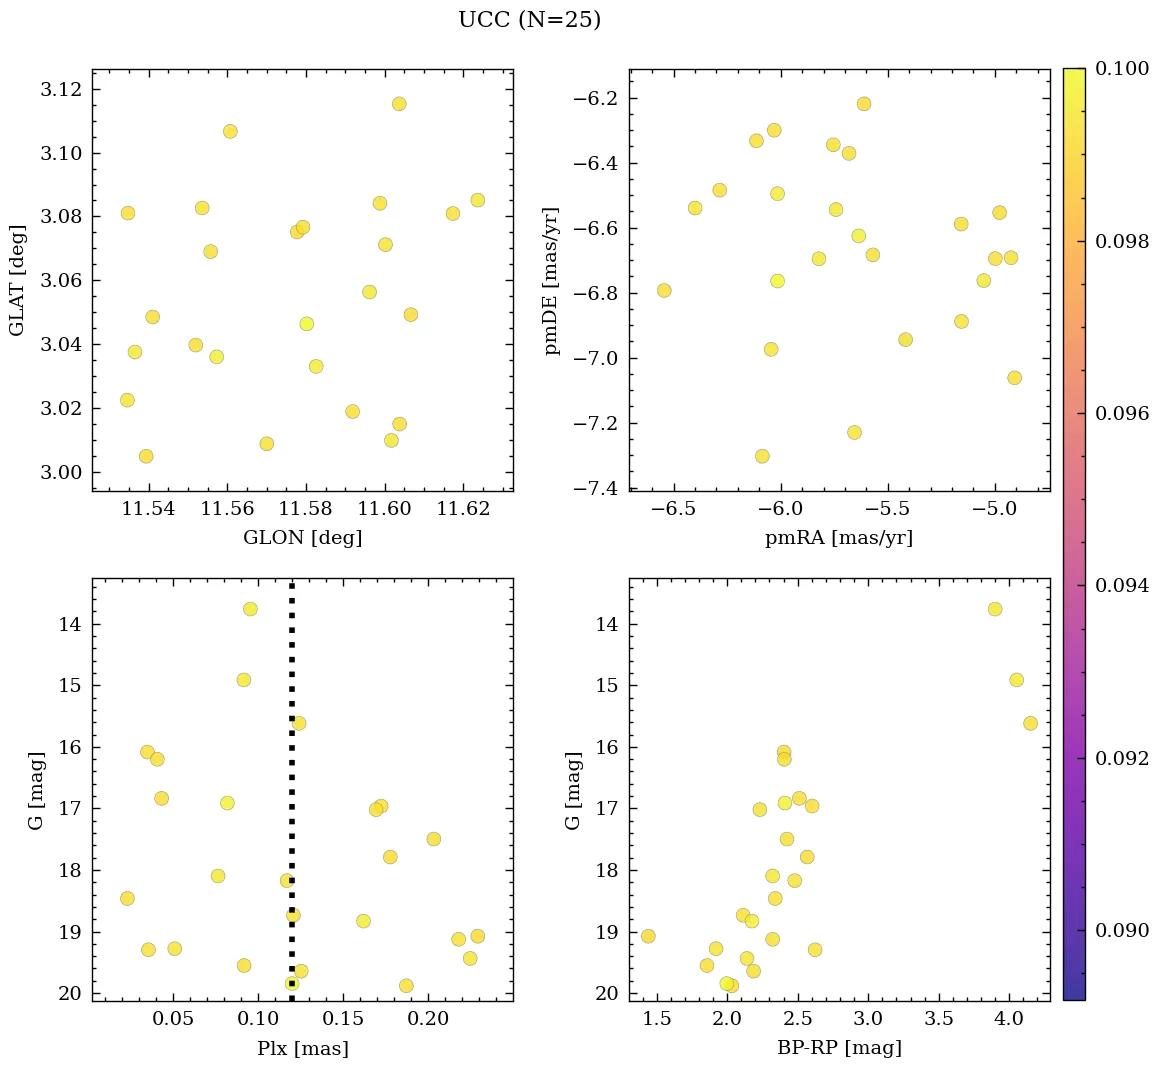 UCC (N=25)
3.12
3.10
3.08
3.06
3.04
3.02
3.00
GLAT [deg]
11.54 11.56 11.58 11.60 11.62
GLON [deg]
−6.2
−6.4
−6.6
−6.8
−7.0
−7.2
−7.4
pmDE [mas/yr]
−6.5 −6.0 −5.5 −5.0
pmRA [mas/yr]
14
15
16
17
18
19
20
G [mag]
0.05 0.10 0.15 0.20
Plx [mas]
14
15
16
17
18
19
20
G [mag]
1.5 2.0 2.5 3.0 3.5 4.0
BP-RP [mag]
0.100
0.098
0.096
0.094
0.092
0.090